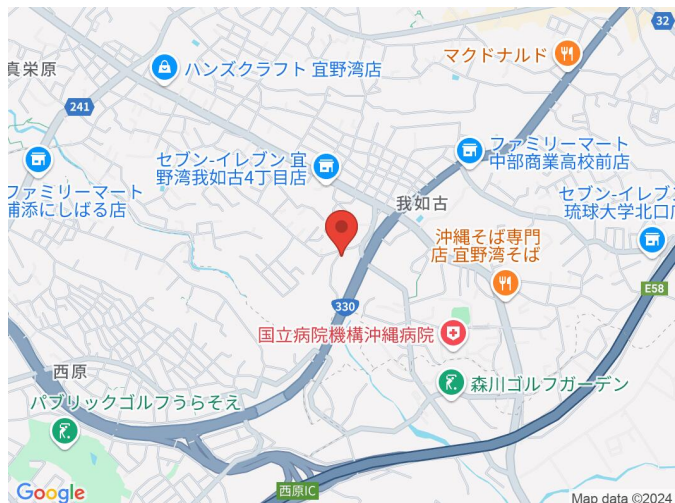 32
マクドナルド
真栄原
ハンズクラフト 宜野湾店
241
ファミリーマート
中部商業高校前店
セブン-イレブン 宜
野湾我如古4丁目店
ファミリーマート
浦添にしばる店
我如古
セブン-イレブン
琉球大学北口店
沖縄そば専門
店 宜野湾そば
E58
330
国立病院機構沖縄病院
西原
森川ゴルフガーデン
パブリックゴルフうらそえ
西原IC
Google
Map data ©2024